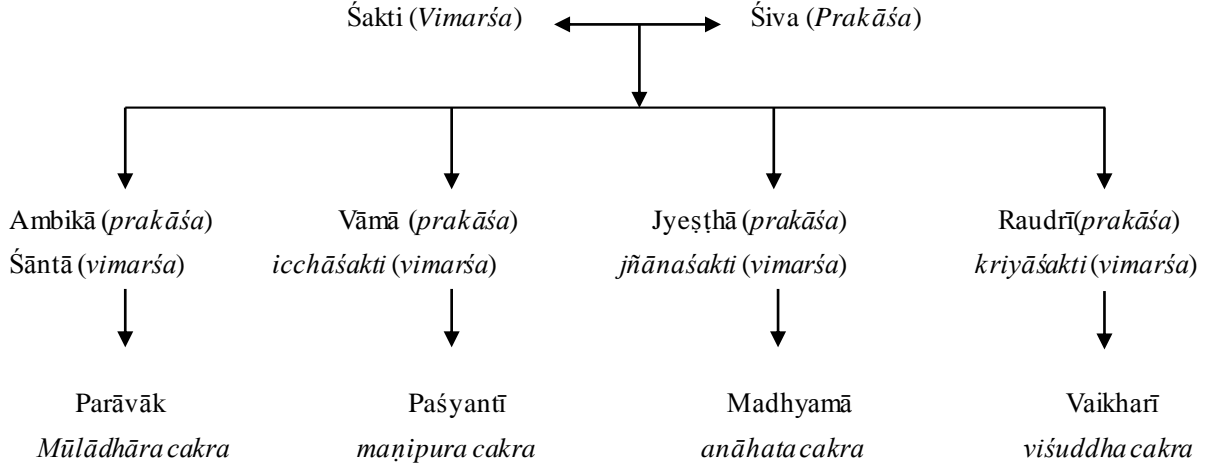 Śakti (Vimarśa) Śiva (Prakāśa)
Ambikā (prakāśa) Vāmā (prakāśa) Jyeṣṭhā (prakāśa) Raudrī(prakāśa)
Śāntā (vimarśa) icchāśakti (vimarśa) jñānaśakti (vimarśa) kriyāśakti (vimarśa)
Parāvāk Paśyantī Madhyamā Vaikharī
Mūlādhāra cakra maṇipura cakra anāhata cakra viśuddha cakra